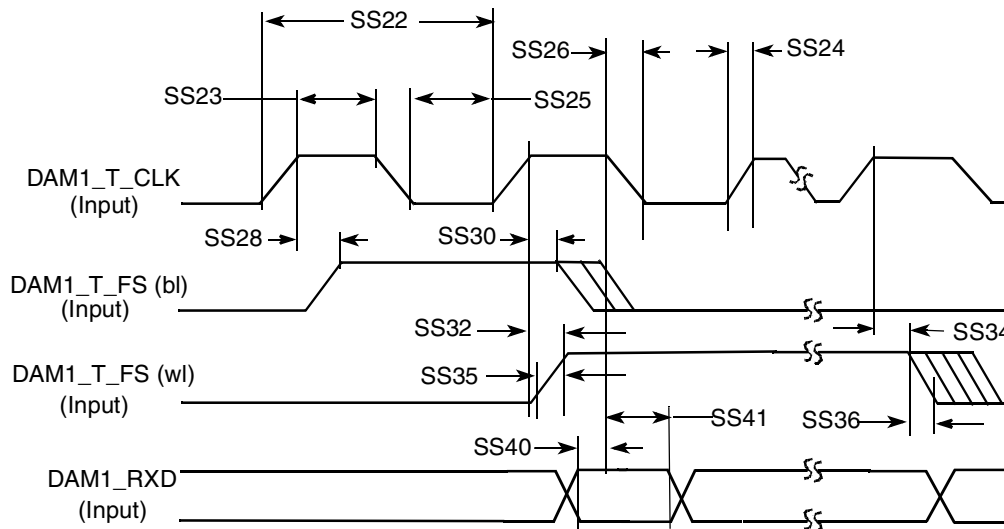 SS22
SS26
SS24
SS23
SS25
DAM1_T_CLK
(Input)
SS28
SS30
DAM1_T_FS (bl)
(Input)
SS32
SS34
DAM1_T_FS (wl)
(Input)
SS35
SS41
SS36
SS40
DAM1_RXD
(Input)